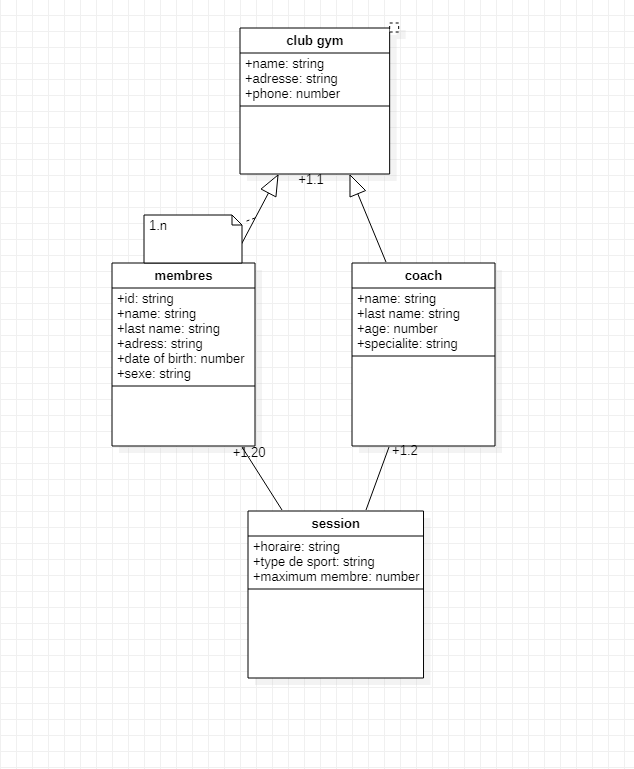 club gym
+name: string
+adresse: string
+phone: number
+1.1
1.n
membres
+id: string
+name: string
+last name: string
+adress: string
+date of birth: number
+sexe: string
coach
+name: string
+last name: string
+age: number
+specialite: string
+1.20
+1.2
session
+horaire: string
+type de sport: string
+maximum membre: number